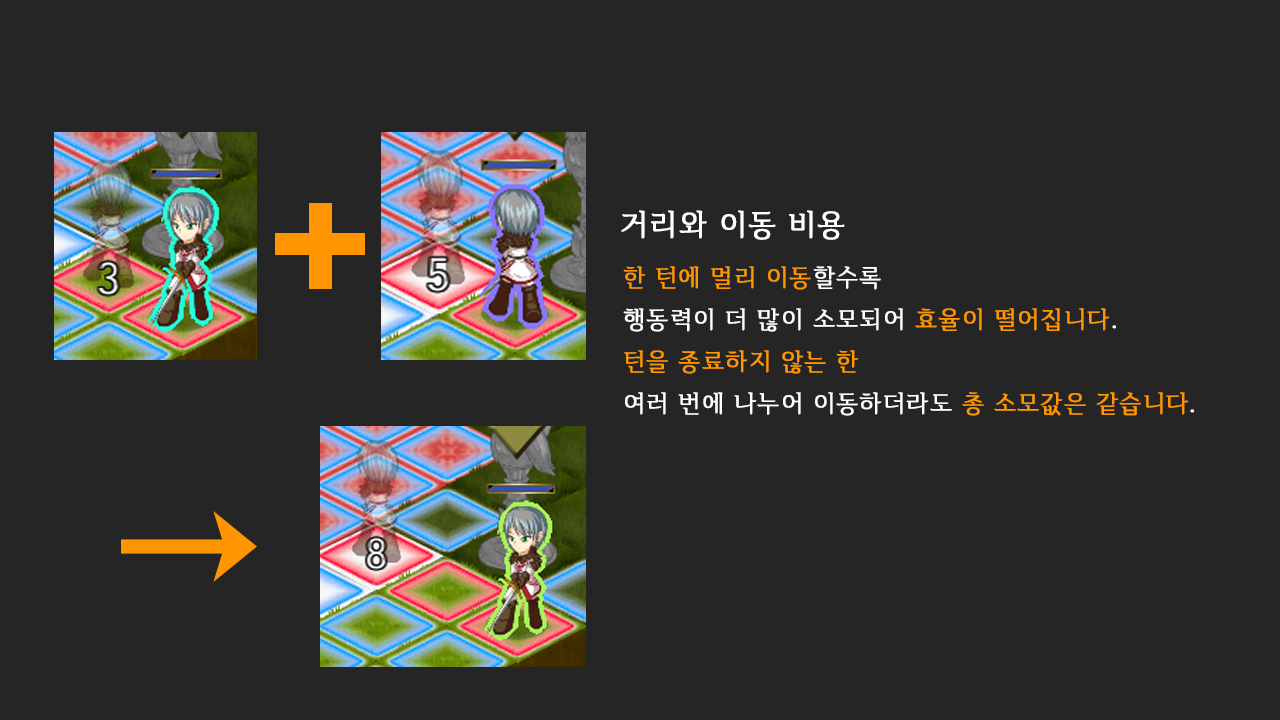 3
5
거리와 이동 비용
한 턴에 멀리 이동할수록
행동력이 더 많이 소모되어 효율이 떨어집니다.
턴을 종료하지 않는 한
여러 번에 나누어 이동하더라도 총 소모값은 같습니다.
8